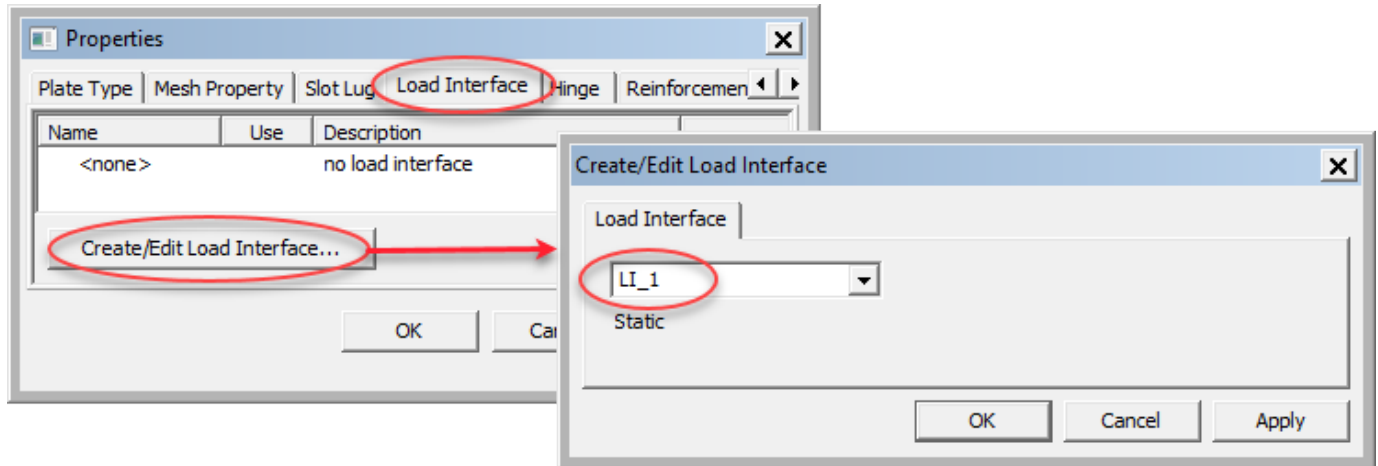 Properties
Plate Type Mesh Property Slot Lug Load Interface Hinge Reinforcemen
Name Use Description
<none> no load interface
Create/Edit Load Interface...
OK
Create/Edit Load Interface
Load Interface
LI_1
Static
OK Cancel Apply